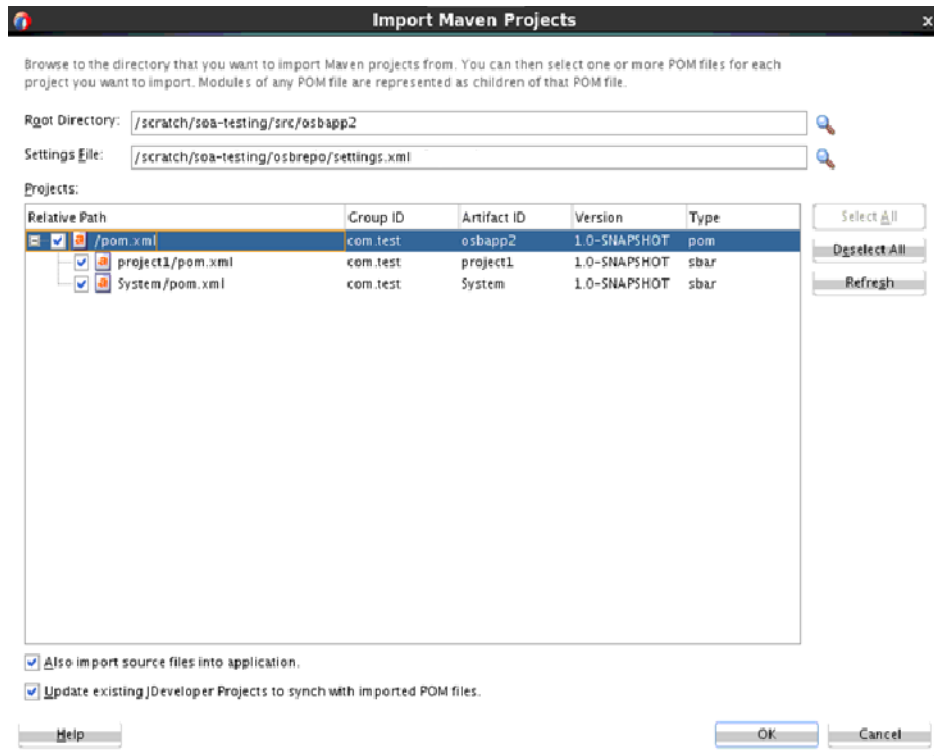 Import Maven Projects
Browse to the directory that you want to import Maven projects from. You can then select one or more POM files for each
project you want to import. Modules of any POM file are represented as children of that POM file.
Root Directory: /scratch/soa-testing/src/osbapp2
Settings File: /scratch/soa-testing/osbrepo/settings.xml
Projects:
Relative Path Group ID Artifact ID Version Type Select All
/pom.xml com.test osbapp2 1.0-SNAPSHOT pom Deselect All
project1/pom.xml com.test project1 1.0-SNAPSHOT sbar
System/pom.xml com.test System 1.0-SNAPSHOT sbar Refresh
Also import source files into application.
Update existing JDeveloper Projects to synch with imported POM files.
Help OK Cancel